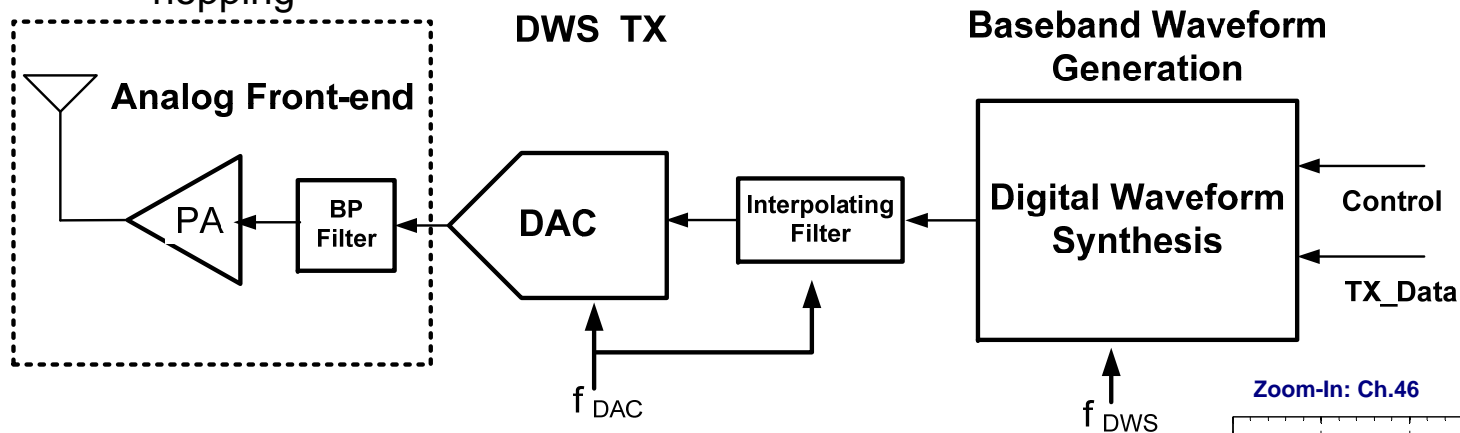 hopping
DWS TX
Baseband Waveform
Generation
Analog Front-end
PA
BP
Filter
DAC
Interpolating
Filter
Digital Waveform
Synthesis
Control
TX_Data
f DAC
f DWS
Zoom-In: Ch.46